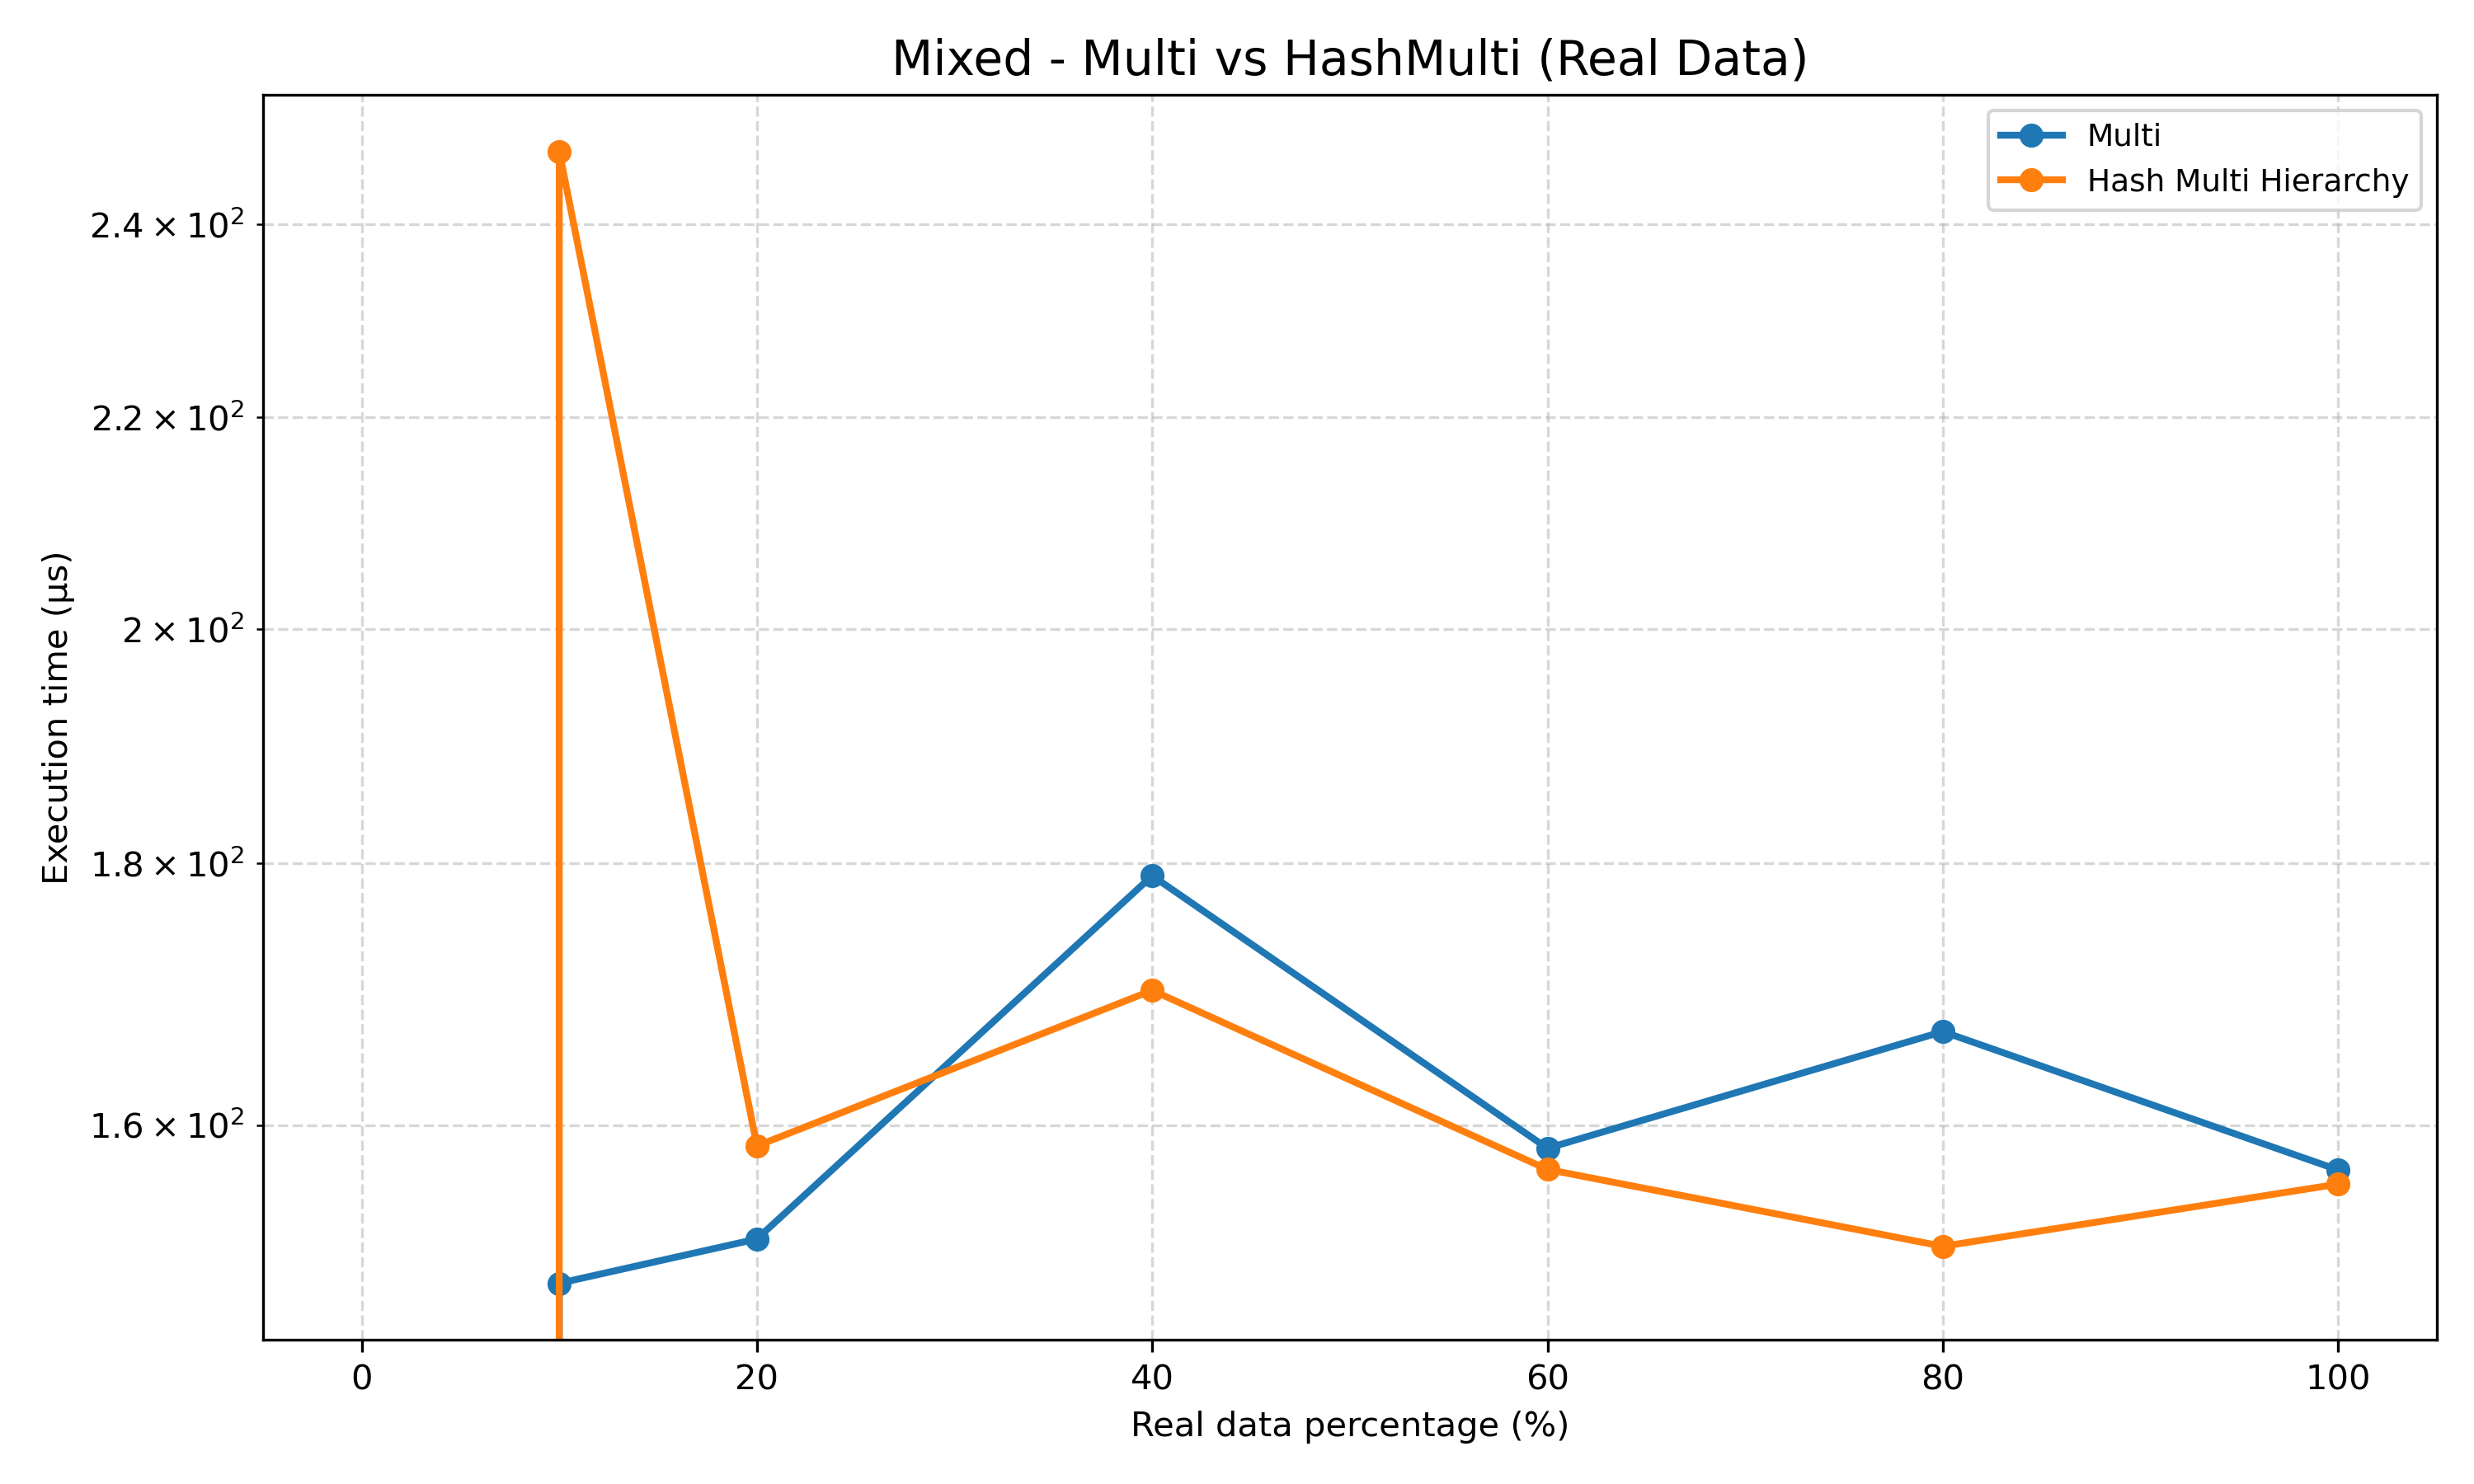 Mixed - Multi vs HashMulti (Real Data)
Multi
Hash Multi Hierarchy
Execution time (µs)
2.4 × 10²
2.2 × 10²
2 × 10²
1.8 × 10²
1.6 × 10²
0 20 40 60 80 100
Real data percentage (%)